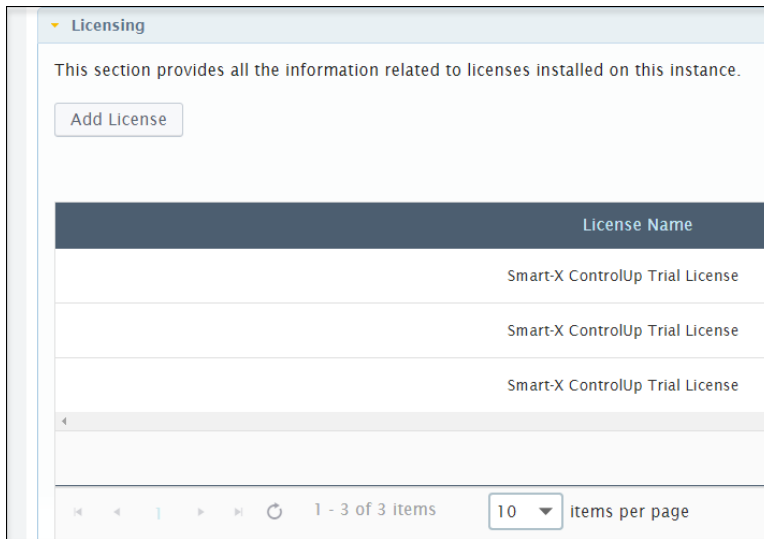 Licensing
This section provides all the information related to licenses installed on this instance.
Add License
License Name
Smart-X ControlUp Trial License
Smart-X ControlUp Trial License
Smart-X ControlUp Trial License
1 1 - 3 of 3 items 10 items per page